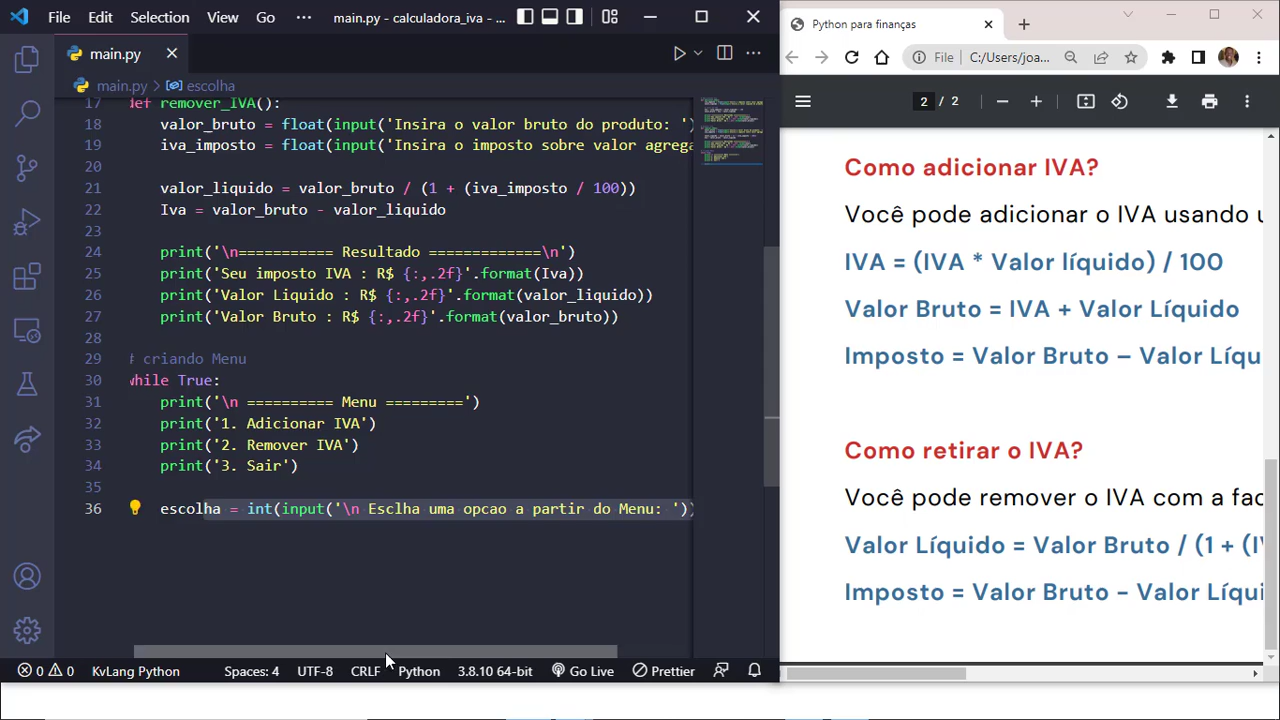 File Edit Selection View Go ··· main.py - calculadora_iva - ...
main.py
main.py > escolha
17 def remover_IVA():
18 valor_bruto = float(input('Insira o valor bruto do produto: ')
19 iva_imposto = float(input('Insira o imposto sobre valor agrega
20
21 valor_liquido = valor_bruto / (1 + (iva_imposto / 100))
22 Iva = valor_bruto - valor_liquido
23
24 print('\n=========== Resultado =============\n')
25 print('Seu imposto IVA : R$ {:,.2f}'.format(Iva))
26 print('Valor Liquido : R$ {:,.2f}'.format(valor_liquido))
27 print('Valor Bruto : R$ {:,.2f}'.format(valor_bruto))
28
29 # criando Menu
30 while True:
31 print('\n ========== Menu =========')
32 print('1. Adicionar IVA')
33 print('2. Remover IVA')
34 print('3. Sair')
35
36 escolha = int(input('\n Esclha uma opcao a partir do Menu: '))
0 0 KvLang Python Spaces: 4 UTF-8 CRLF Python 3.8.10 64-bit Go Live Prettier
Python para finanças
File C:/Users/joa...
2 / 2
Como adicionar IVA?
Você pode adicionar o IVA usando u
IVA = (IVA * Valor líquido) / 100
Valor Bruto = IVA + Valor Líquido
Imposto = Valor Bruto – Valor Líqu
Como retirar o IVA?
Você pode remover o IVA com a fac
Valor Líquido = Valor Bruto / (1 + (IV
Imposto = Valor Bruto - Valor Líqui